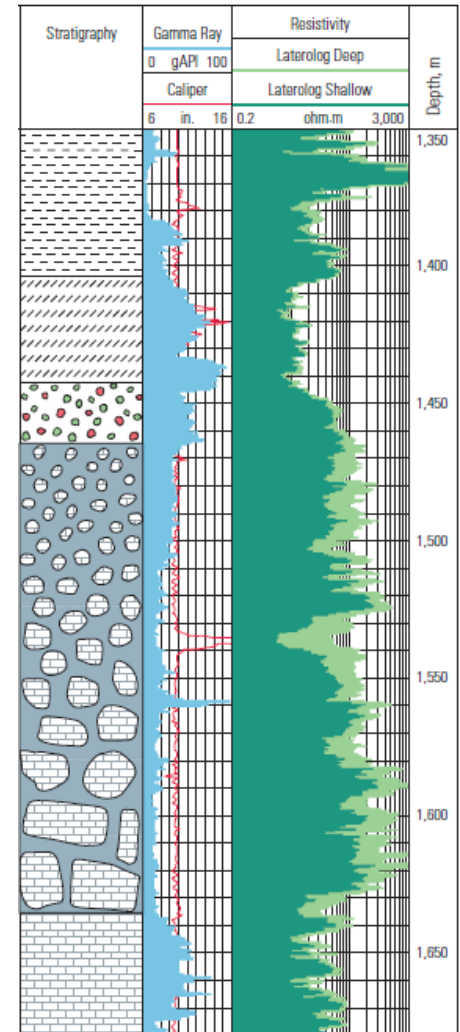 Stratigraphy
Gamma Ray
0 gAPI 100
Caliper
6 in. 16
Resistivity
Laterolog Deep
Laterolog Shallow
0.2 ohm-m 3,000
Depth, m
1,350
1,400
1,450
1,500
1,550
1,600
1,650